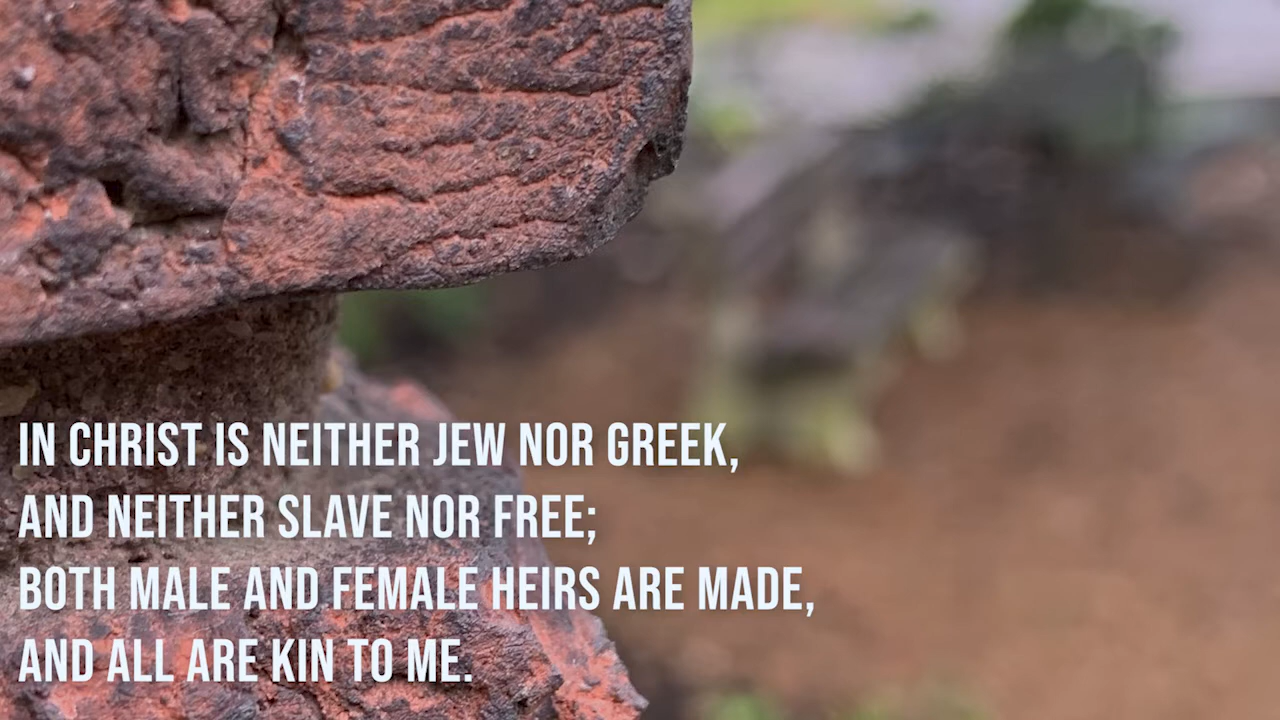 IN CHRIST IS NEITHER JEW NOR GREEK,
AND NEITHER SLAVE NOR FREE;
BOTH MALE AND FEMALE HEIRS ARE MADE,
AND ALL ARE KIN TO ME.